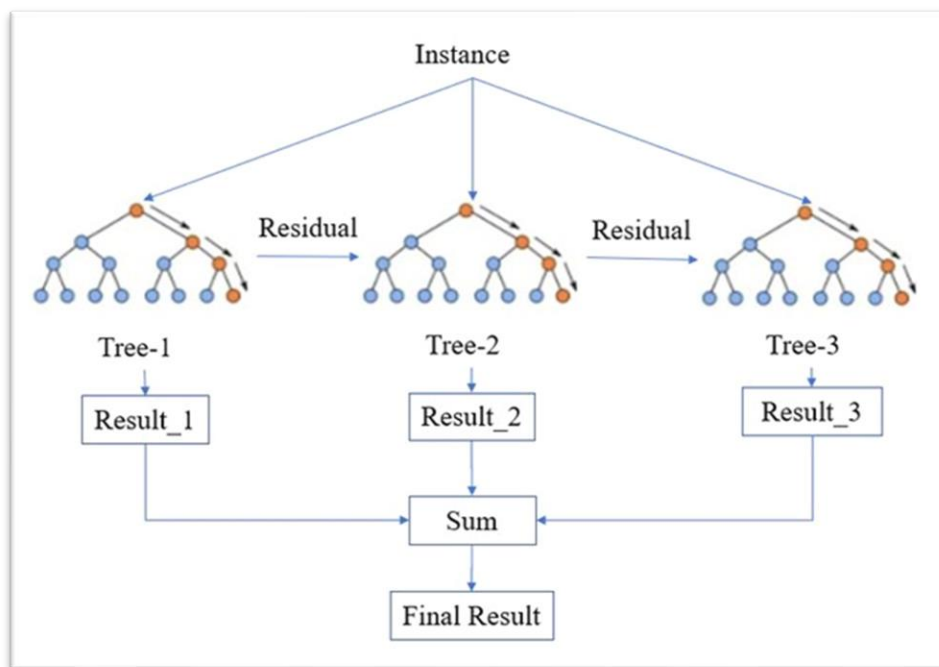 Instance
Residual
Residual
Tree-1
Tree-2
Tree-3
Result_1
Result_2
Result_3
Sum
Final Result